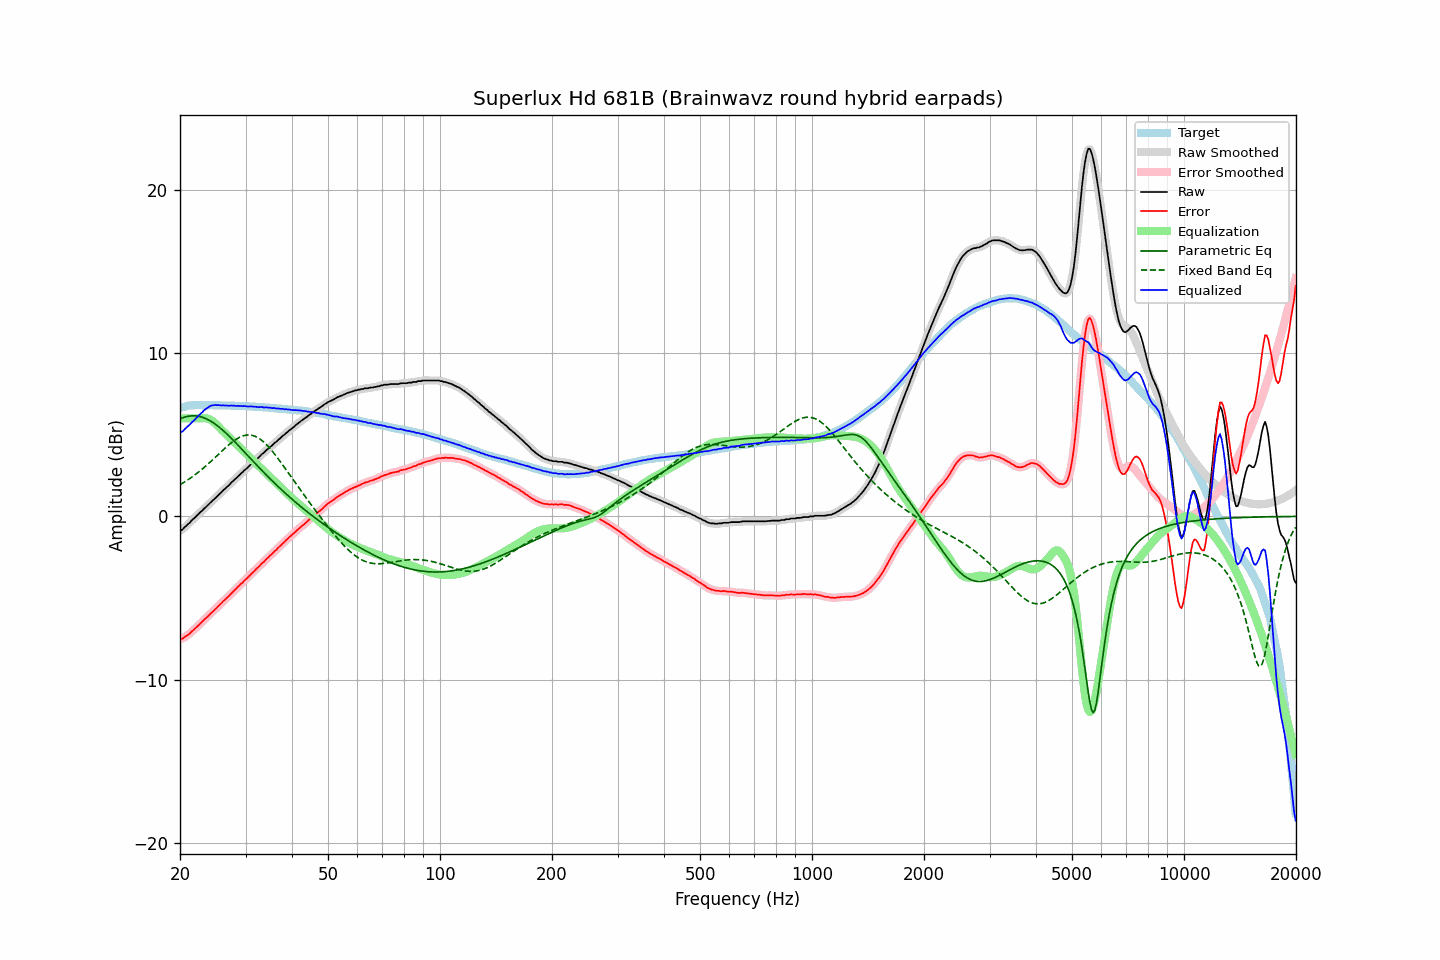 Superlux Hd 681B (Brainwavz round hybrid earpads)
Target
Raw Smoothed
Error Smoothed
Raw
Error
Equalization
Parametric Eq
Fixed Band Eq
Equalized
Amplitude (dBr)
20
10
0
−10
−20
20 50 100 200 500 1000 2000 5000 10000 20000
Frequency (Hz)